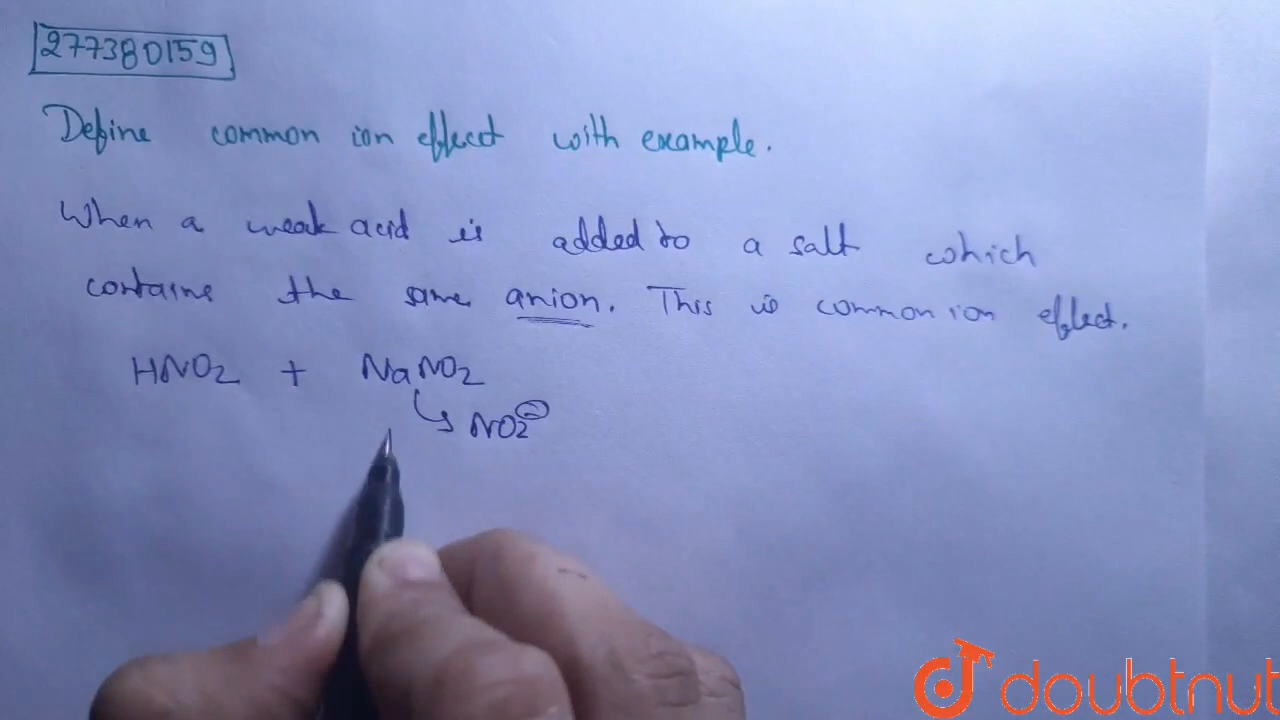 277380159
Define common ion effect with example.
When a weak acid is added to a salt which
contains the same anion. This is common ion effect.
HNO2 + NaNO2
↳ NO2⊖
doubtnut